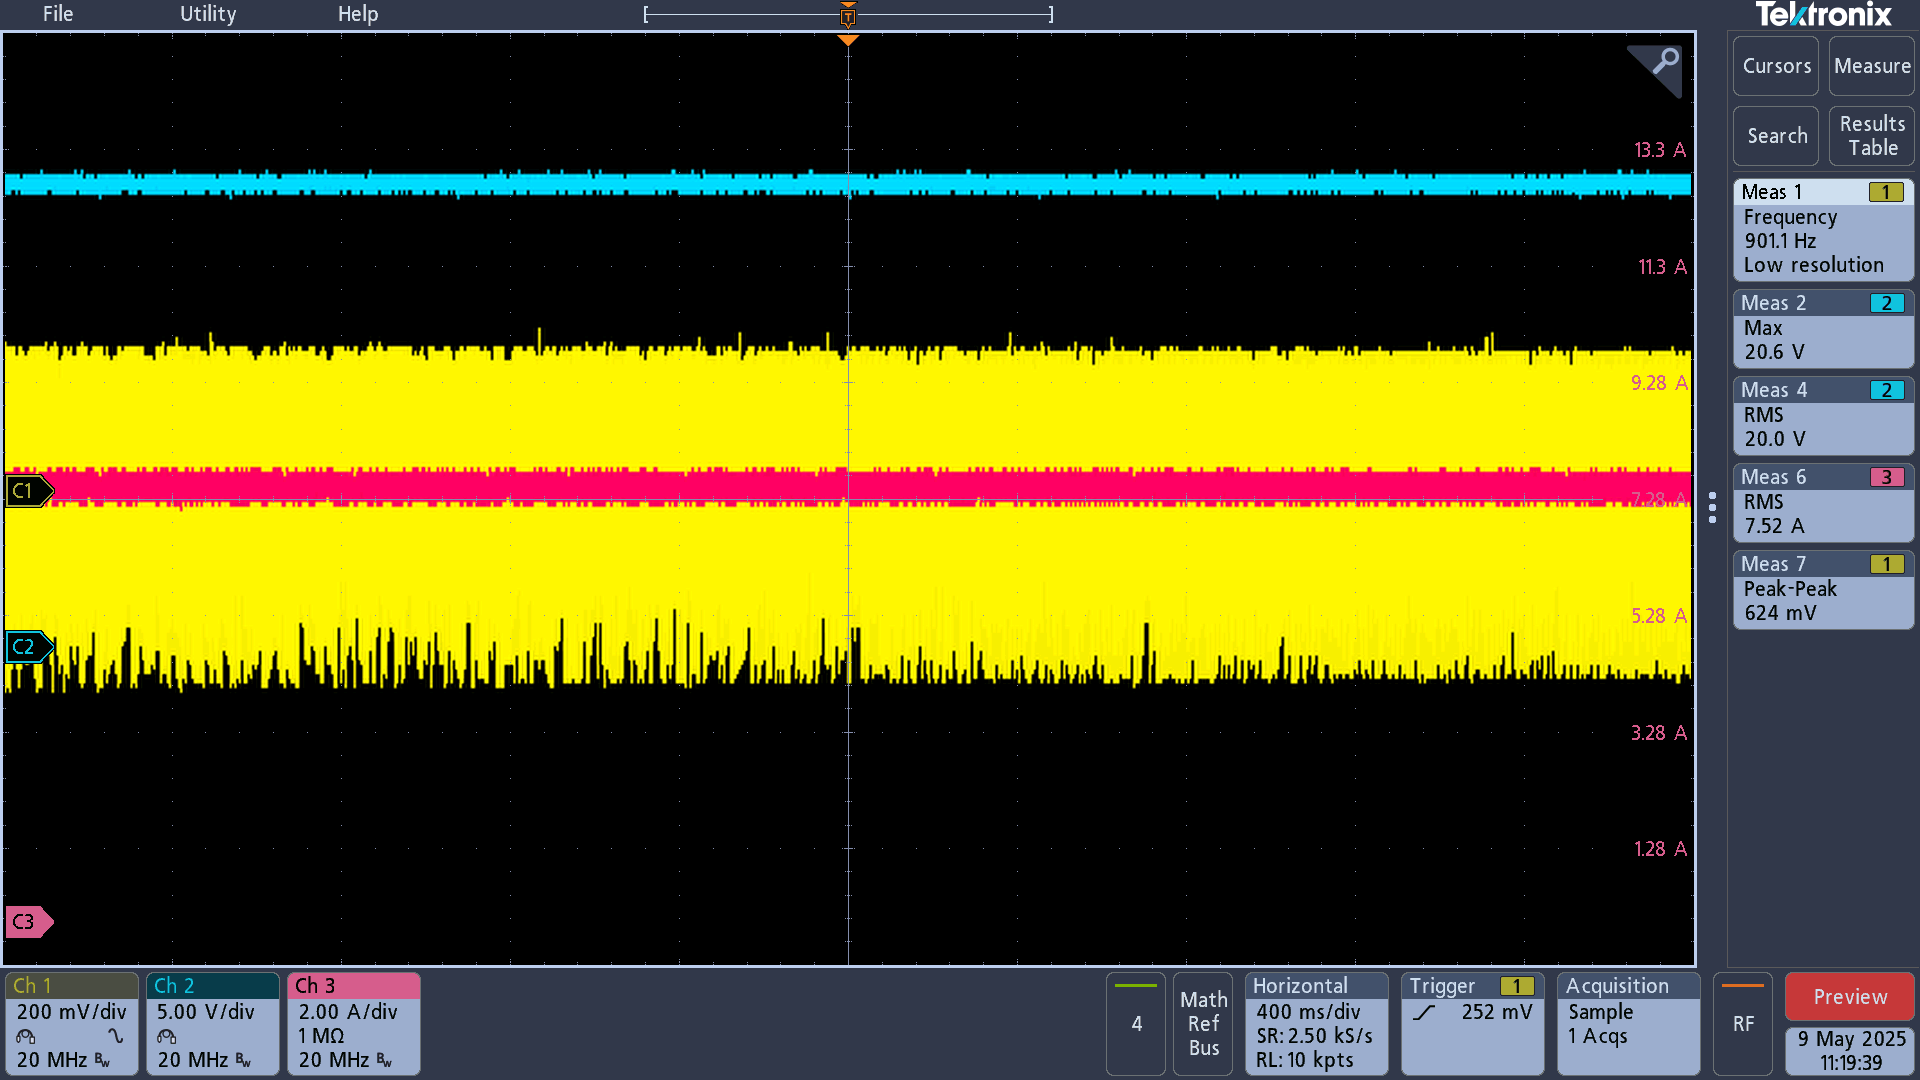 File Utility Help
T
Tektronix
Cursors Measure
Search Results Table
13.3 A
11.3 A
9.28 A
7.28 A
5.28 A
3.28 A
1.28 A
C1
C2
C3
Meas 1 1
Frequency
901.1 Hz
Low resolution
Meas 2 2
Max
20.6 V
Meas 4 2
RMS
20.0 V
Meas 6 3
RMS
7.52 A
Meas 7 1
Peak-Peak
624 mV
Ch 1
200 mV/div
20 MHz Bw
Ch 2
5.00 V/div
20 MHz Bw
Ch 3
2.00 A/div
1 MΩ
20 MHz Bw
4
Math
Ref
Bus
Horizontal
400 ms/div
SR: 2.50 kS/s
RL: 10 kpts
Trigger 1
252 mV
Acquisition
Sample
1 Acqs
RF
Preview
9 May 2025
11:19:39